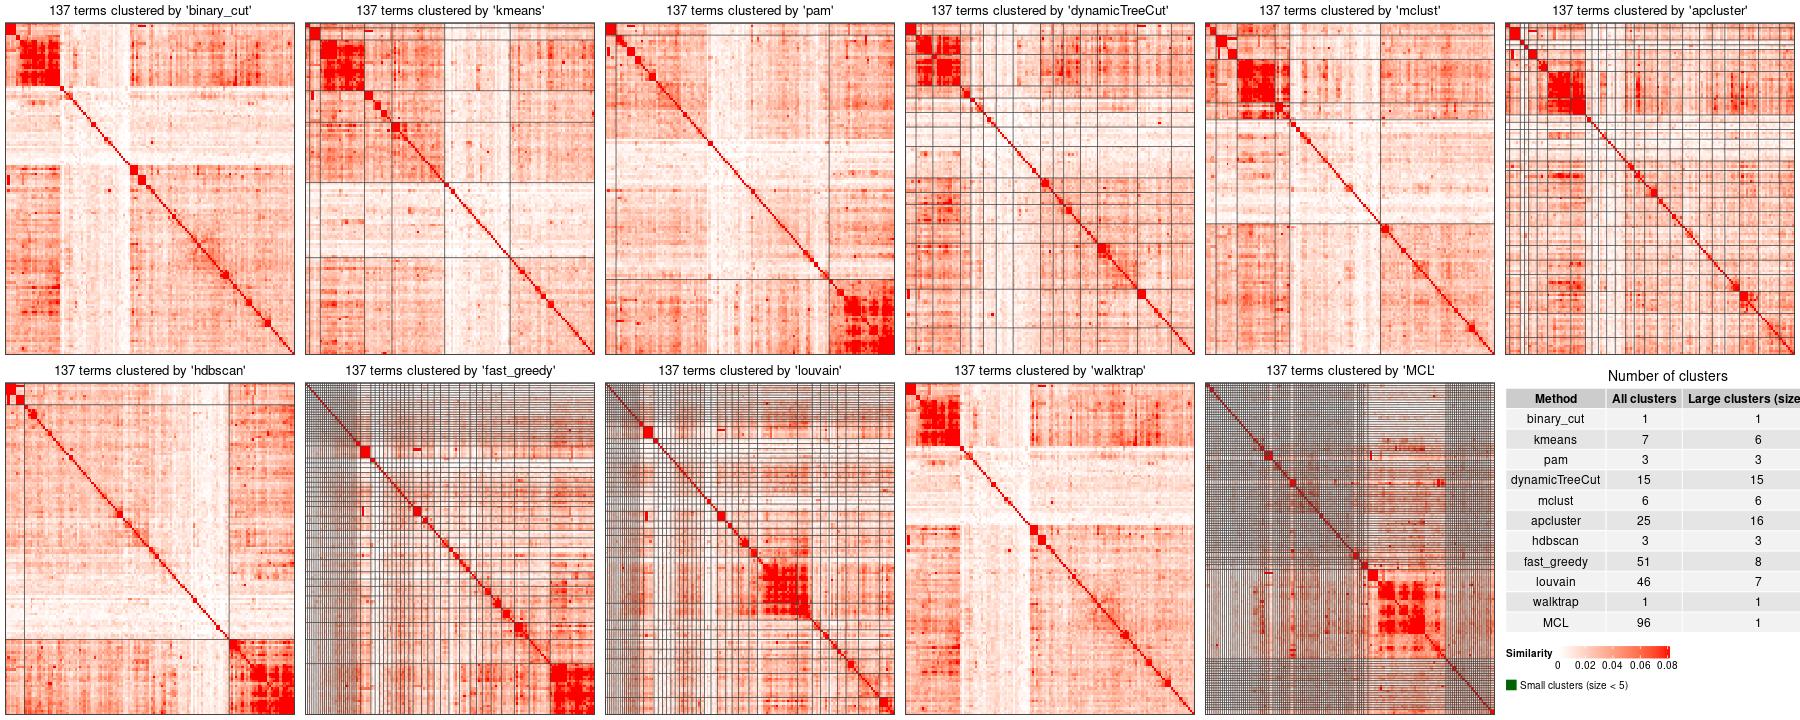 137 terms clustered by 'binary_cut'
137 terms clustered by 'kmeans'
137 terms clustered by 'pam'
137 terms clustered by 'dynamicTreeCut'
137 terms clustered by 'mclust'
137 terms clustered by 'apcluster'
137 terms clustered by 'hdbscan'
137 terms clustered by 'fast_greedy'
137 terms clustered by 'louvain'
137 terms clustered by 'walktrap'
137 terms clustered by 'MCL'
Number of clusters
Method All clusters Large clusters (size
binary_cut 1 1
kmeans 7 6
pam 3 3
dynamicTreeCut 15 15
mclust 6 6
apcluster 25 16
hdbscan 3 3
fast_greedy 51 8
louvain 46 7
walktrap 1 1
MCL 96 1
Similarity
0 0.02 0.04 0.06 0.08
Small clusters (size < 5)